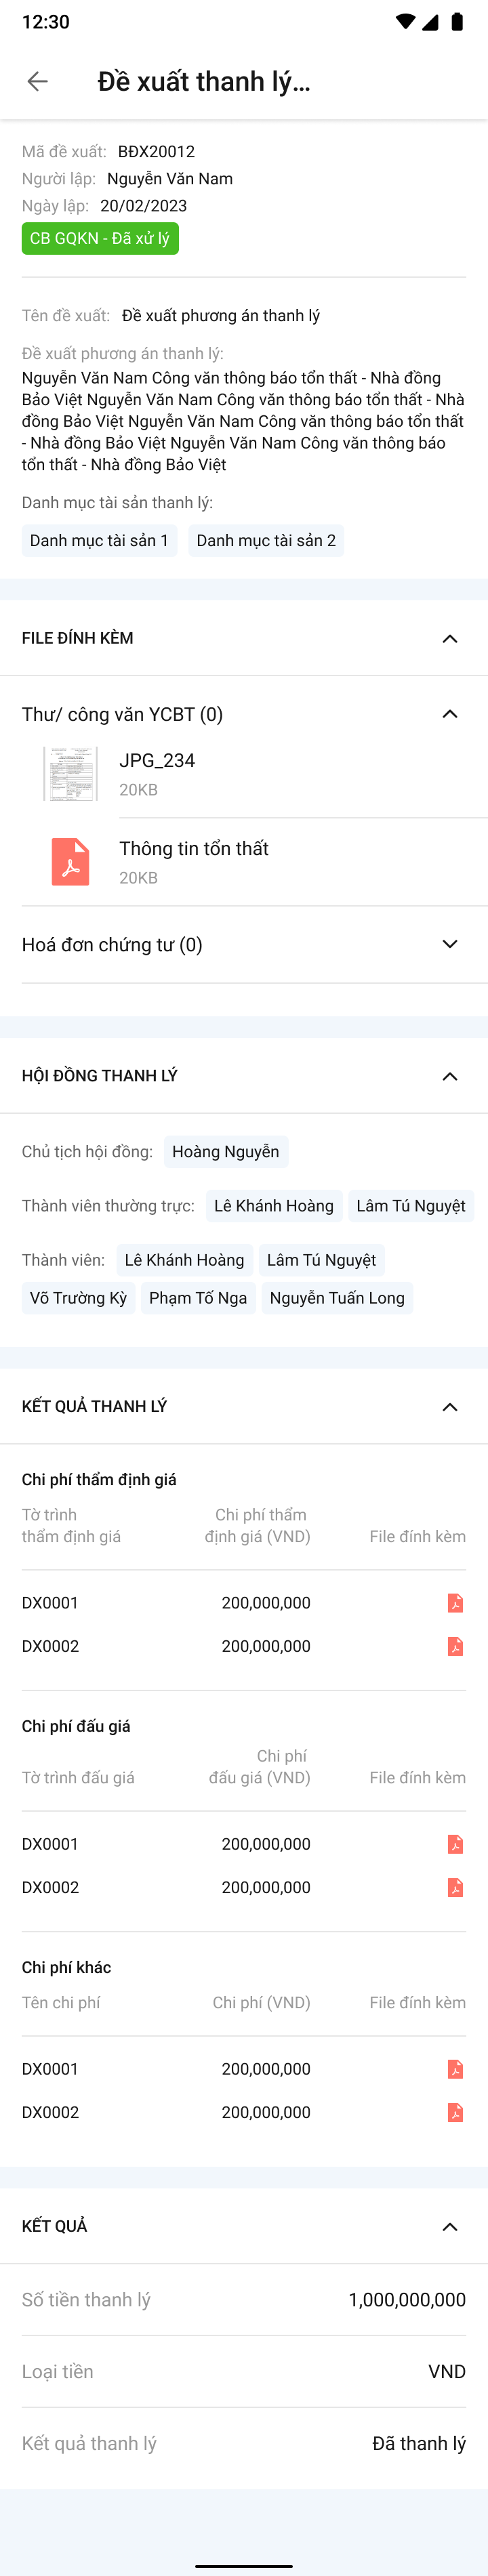 12:30
Đề xuất thanh lý...
Mã đề xuất: BĐX20012
Người lập: Nguyễn Văn Nam
Ngày lập: 20/02/2023
CB GQKN - Đã xử lý
Tên đề xuất: Đề xuất phương án thanh lý
Đề xuất phương án thanh lý:
Nguyễn Văn Nam Công văn thông báo tổn thất - Nhà đồng
Bảo Việt Nguyễn Văn Nam Công văn thông báo tổn thất - Nhà
đồng Bảo Việt Nguyễn Văn Nam Công văn thông báo tổn thất
- Nhà đồng Bảo Việt Nguyễn Văn Nam Công văn thông báo
tổn thất - Nhà đồng Bảo Việt
Danh mục tài sản thanh lý:
Danh mục tài sản 1 Danh mục tài sản 2
FILE ĐÍNH KÈM
Thư/ công văn YCBT (0)
JPG_234
20KB
Thông tin tổn thất
20KB
Hoá đơn chứng tư (0)
HỘI ĐỒNG THANH LÝ
Chủ tịch hội đồng: Hoàng Nguyễn
Thành viên thường trực: Lê Khánh Hoàng Lâm Tú Nguyệt
Thành viên: Lê Khánh Hoàng Lâm Tú Nguyệt
Võ Trường Kỳ Phạm Tố Nga Nguyễn Tuấn Long
KẾT QUẢ THANH LÝ
Chi phí thẩm định giá
Tờ trình Chi phí thẩm
thẩm định giá định giá (VND) File đính kèm
DX0001 200,000,000
DX0002 200,000,000
Chi phí đấu giá
Chi phí
Tờ trình đấu giá đấu giá (VND) File đính kèm
DX0001 200,000,000
DX0002 200,000,000
Chi phí khác
Tên chi phí Chi phí (VND) File đính kèm
DX0001 200,000,000
DX0002 200,000,000
KẾT QUẢ
Số tiền thanh lý 1,000,000,000
Loại tiền VND
Kết quả thanh lý Đã thanh lý